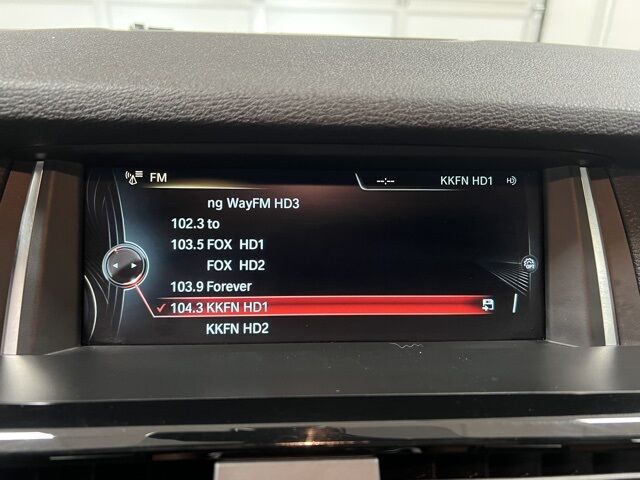 FM --:-- KKFN HD1 HD
ng WayFM HD3
102.3 to
103.5 FOX HD1
FOX HD2
103.9 Forever
✓ 104.3 KKFN HD1
KKFN HD2